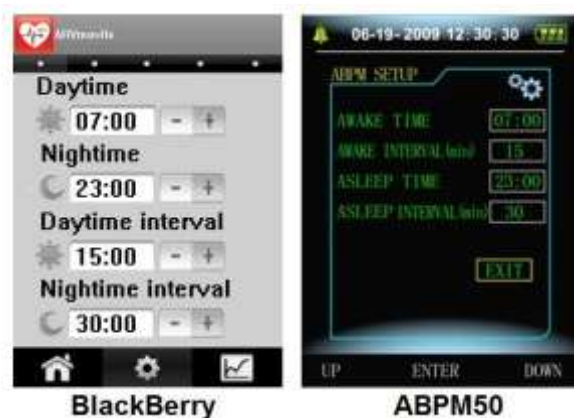 Daytime
07:00 - +
Nightime
23:00 - +
Daytime interval
15:00 - +
Nightime interval
30:00 - +
BlackBerry
06-19-2009 12:30:30
ABPM SETUP
AWAKE TIME 07:00
AWAKE INTERVAL(min) 15
ASLEEP TIME 23:00
ASLEEP INTERVAL(min) 30
EXIT
UP ENTER DOWN
ABPM50